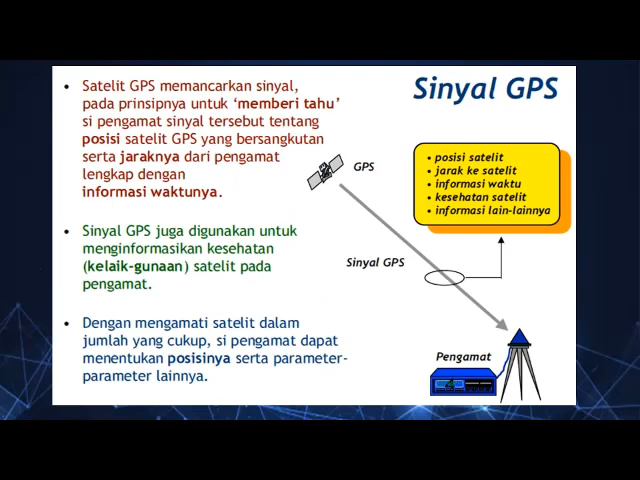 Sinyal GPS
• Satelit GPS memancarkan sinyal,
pada prinsipnya untuk ‘memberi tahu’
si pengamat sinyal tersebut tentang
posisi satelit GPS yang bersangkutan
serta jaraknya dari pengamat
lengkap dengan
informasi waktunya.
• Sinyal GPS juga digunakan untuk
menginformasikan kesehatan
(kelaik-gunaan) satelit pada
pengamat.
• Dengan mengamati satelit dalam
jumlah yang cukup, si pengamat dapat
menentukan posisinya serta parameter-
parameter lainnya.
GPS
• posisi satelit
• jarak ke satelit
• informasi waktu
• kesehatan satelit
• informasi lain-lainnya
Sinyal GPS
Pengamat